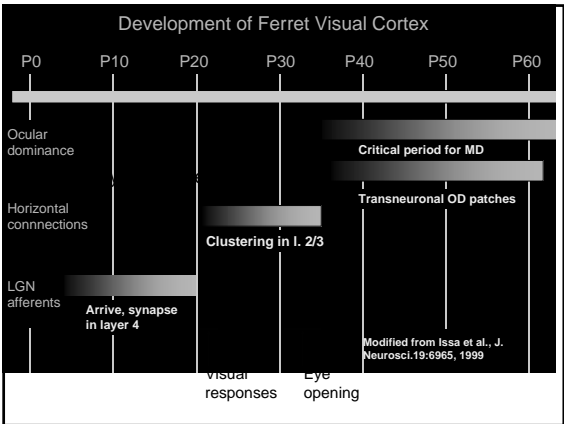 Development of Ferret Visual Cortex
P0 P10 P20 P30 P40 P50 P60
Ocular
dominance
Critical period for MD
Transneuronal OD patches
Horizontal
connnections
Clustering in l. 2/3
LGN
afferents
Arrive, synapse
in layer 4
Modified from Issa et al., J.
Neurosci.19:6965, 1999
Visual Eye
responses opening